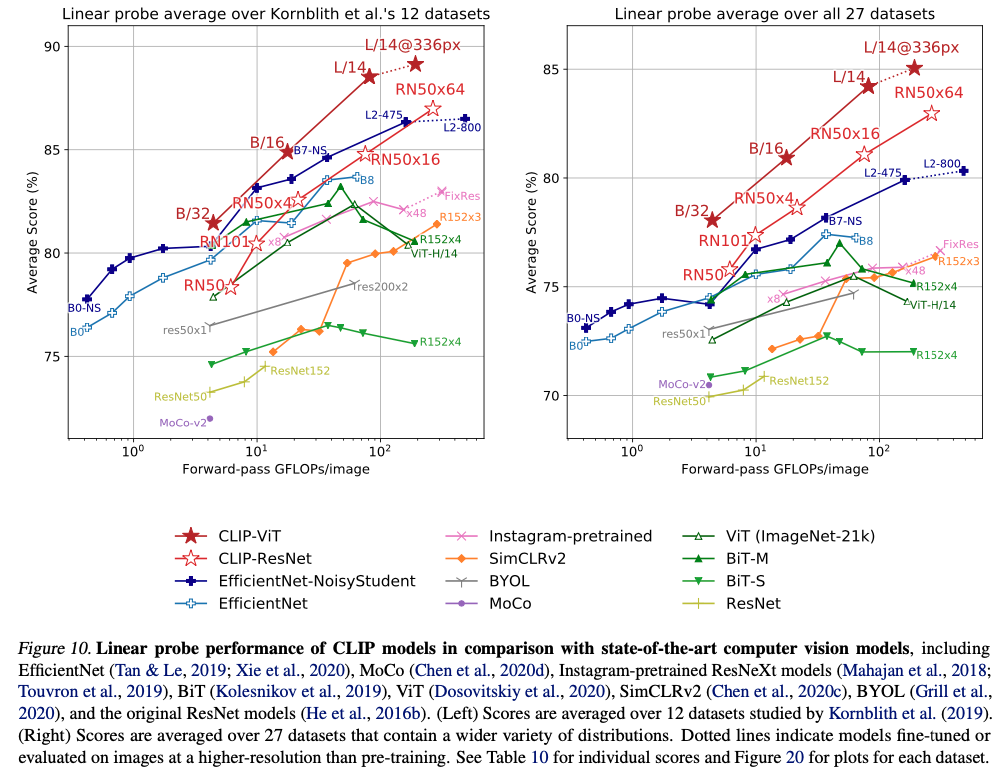 Linear probe average over Kornblith et al.'s 12 datasets
90
85
80
75
Average Score (%)
10⁰
10¹
10²
Forward-pass GFLOPs/image
L/14@336px
L/14
RN50x64
L2-475
L2-800
B/16
B7-NS
RN50x16
B8
RN50x4
FixRes
B/32
x48
R152x3
RN101
x8
R152x4
ViT-H/14
RN50
res200x2
B0-NS
B0
res50x1
R152x4
ResNet152
ResNet50
MoCo-v2
Linear probe average over all 27 datasets
85
80
75
70
Average Score (%)
10⁰
10¹
10²
Forward-pass GFLOPs/image
L/14@336px
L/14
RN50x64
RN50x16
B/16
L2-800
L2-475
RN50x4
B/32
B7-NS
RN101
B8
FixRes
R152x3
RN50
x48
x8
R152x4
ViT-H/14
B0-NS
res50x1
B0
R152x4
MoCo-v2
ResNet152
ResNet50
CLIP-ViT
CLIP-ResNet
EfficientNet-NoisyStudent
EfficientNet
Instagram-pretrained
SimCLRv2
BYOL
MoCo
ViT (ImageNet-21k)
BiT-M
BiT-S
ResNet
Figure 10. Linear probe performance of CLIP models in comparison with state-of-the-art computer vision models, including
EfficientNet (Tan & Le, 2019; Xie et al., 2020), MoCo (Chen et al., 2020d), Instagram-pretrained ResNeXt models (Mahajan et al., 2018;
Touvron et al., 2019), BiT (Kolesnikov et al., 2019), ViT (Dosovitskiy et al., 2020), SimCLRv2 (Chen et al., 2020c), BYOL (Grill et al.,
2020), and the original ResNet models (He et al., 2016b). (Left) Scores are averaged over 12 datasets studied by Kornblith et al. (2019).
(Right) Scores are averaged over 27 datasets that contain a wider variety of distributions. Dotted lines indicate models fine-tuned or
evaluated on images at a higher-resolution than pre-training. See Table 10 for individual scores and Figure 20 for plots for each dataset.